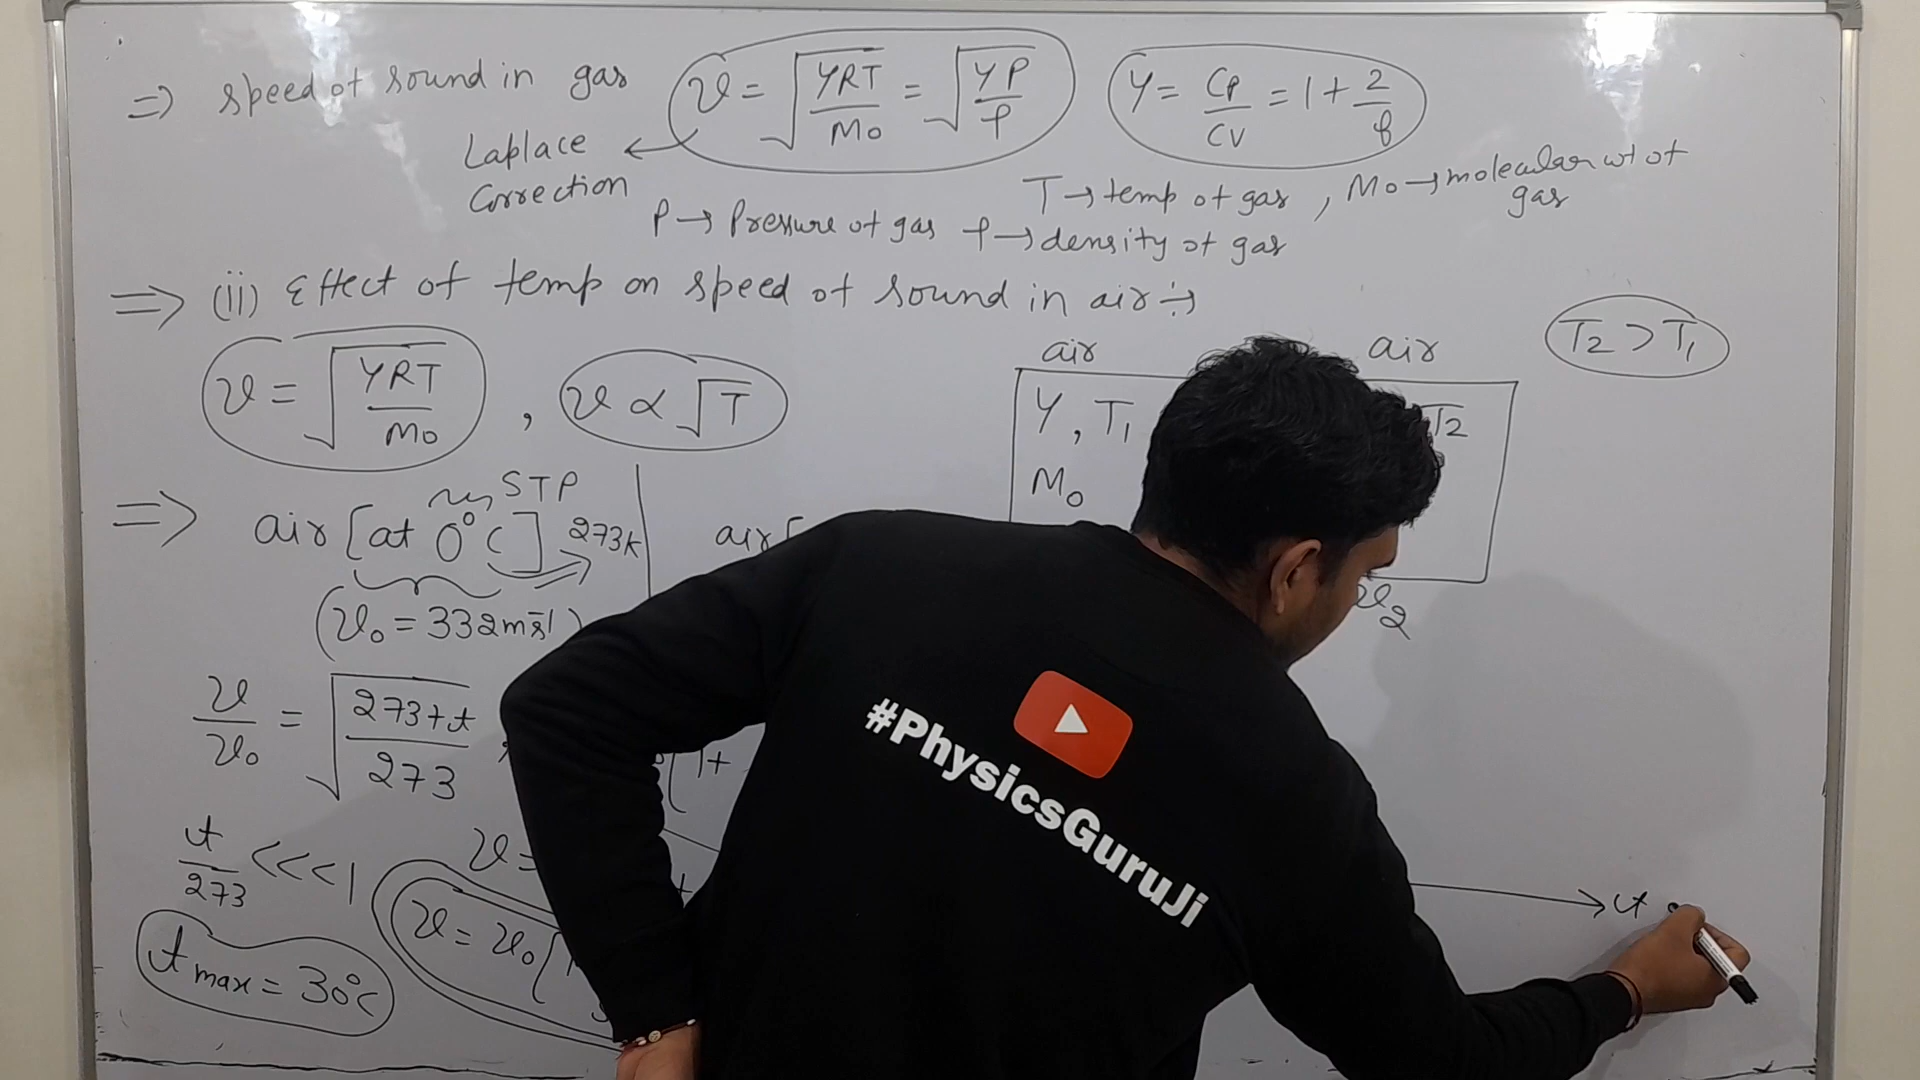 => speed of sound in gas v = √(γRT/M₀) = √(γP/ρ) γ = Cp/Cv = 1 + 2/f
Laplace Correction
T → temp of gas, M₀ → molecular wt of gas
P → Pressure of gas ρ → density of gas
=> (ii) Effect of temp on speed of sound in air :→
T₂ > T₁
v = √(γRT/M₀) , v ∝ √T
air
γ, T₁
M₀
air
T₂
v₂
=> air [at 0°C] 273K
STP
air [
(v₀ = 332 ms⁻¹)
v/v₀ = √((273+t)/273) ,
[1+
t/273 <<< 1
v =
v = v₀ [
t max = 30°C
t
#PhysicsGuruJi